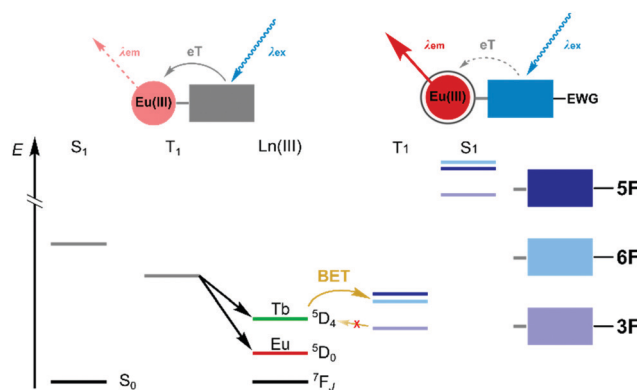 λem
eT
λex
Eu(III)
λem
eT
λex
Eu(III)
EWG
E
S₁
T₁
Ln(III)
T1
S1
5F
6F
3F
BET
Tb
⁵D₄
x
Eu
⁵D₀
S₀
⁷F_J